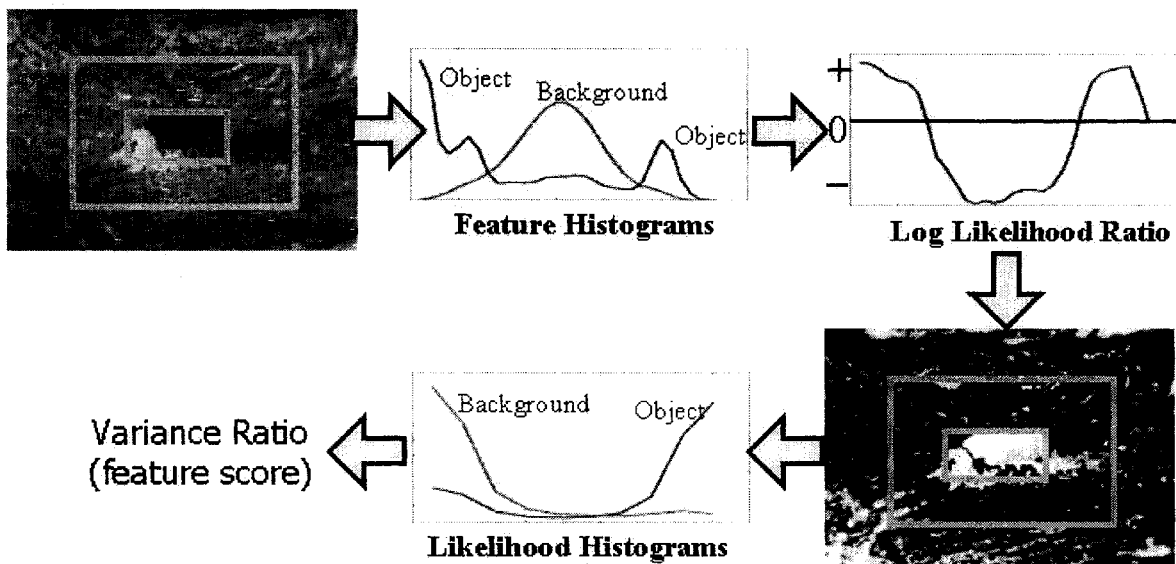 Object
Background
Object
Feature Histograms
+
0
−
Log Likelihood Ratio
Background
Object
Likelihood Histograms
Variance Ratio
(feature score)